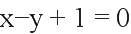 x−y + 1 = 0